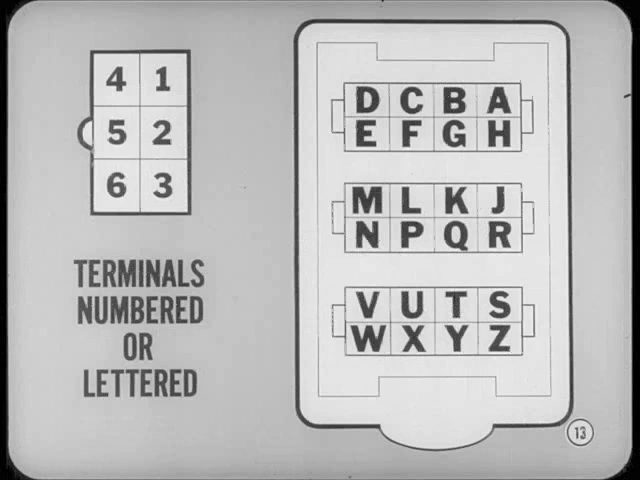 4 1
5 2
6 3
TERMINALS
NUMBERED
OR
LETTERED
D C B A
E F G H
M L K J
N P Q R
V U T S
W X Y Z
13